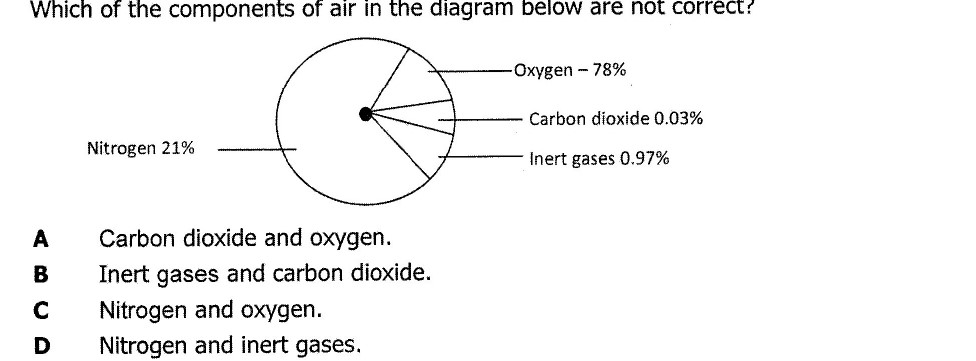 Which of the components of air in the diagram below are not correct?
Oxygen – 78%
Carbon dioxide 0.03%
Nitrogen 21%
Inert gases 0.97%
A Carbon dioxide and oxygen.
B Inert gases and carbon dioxide.
C Nitrogen and oxygen.
D Nitrogen and inert gases.